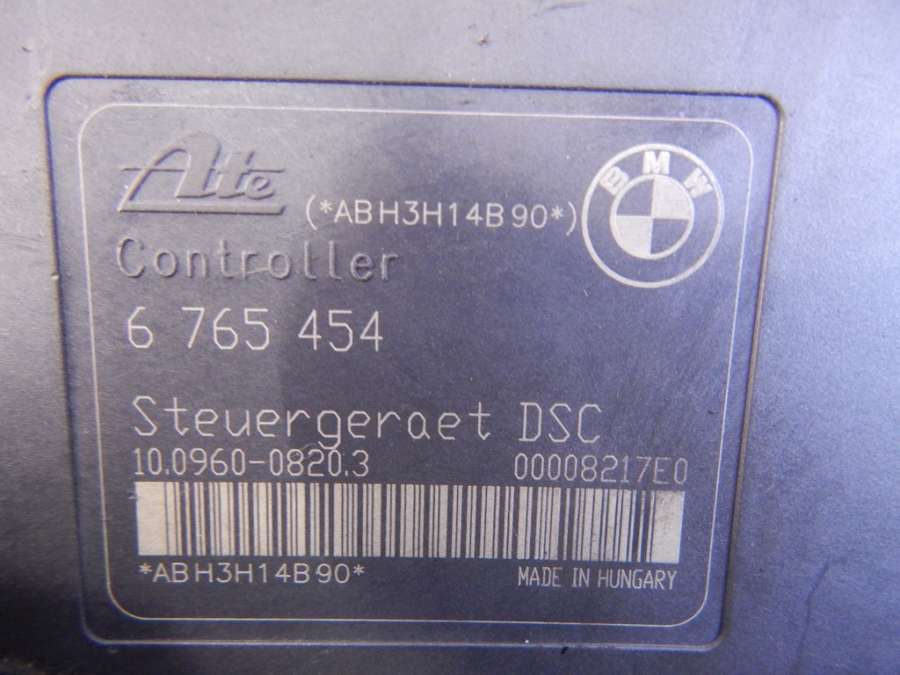 Ate
(*ABH3H14B90*)
BMW
Controller
6 765 454
Steuergeraet DSC
10.0960-0820.3 00008217E0
*ABH3H14B90*
MADE IN HUNGARY